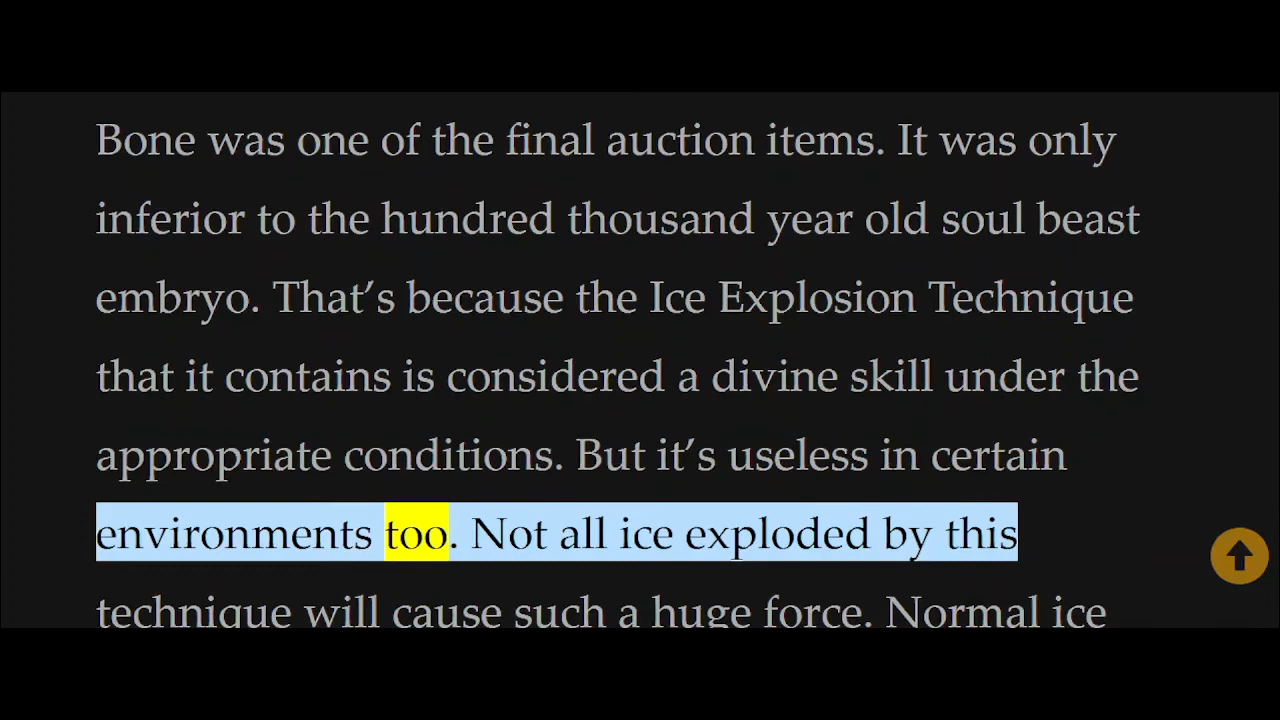 Bone was one of the final auction items. It was only
inferior to the hundred thousand year old soul beast
embryo. That’s because the Ice Explosion Technique
that it contains is considered a divine skill under the
appropriate conditions. But it’s useless in certain
environments too. Not all ice exploded by this
technique will cause such a huge force. Normal ice